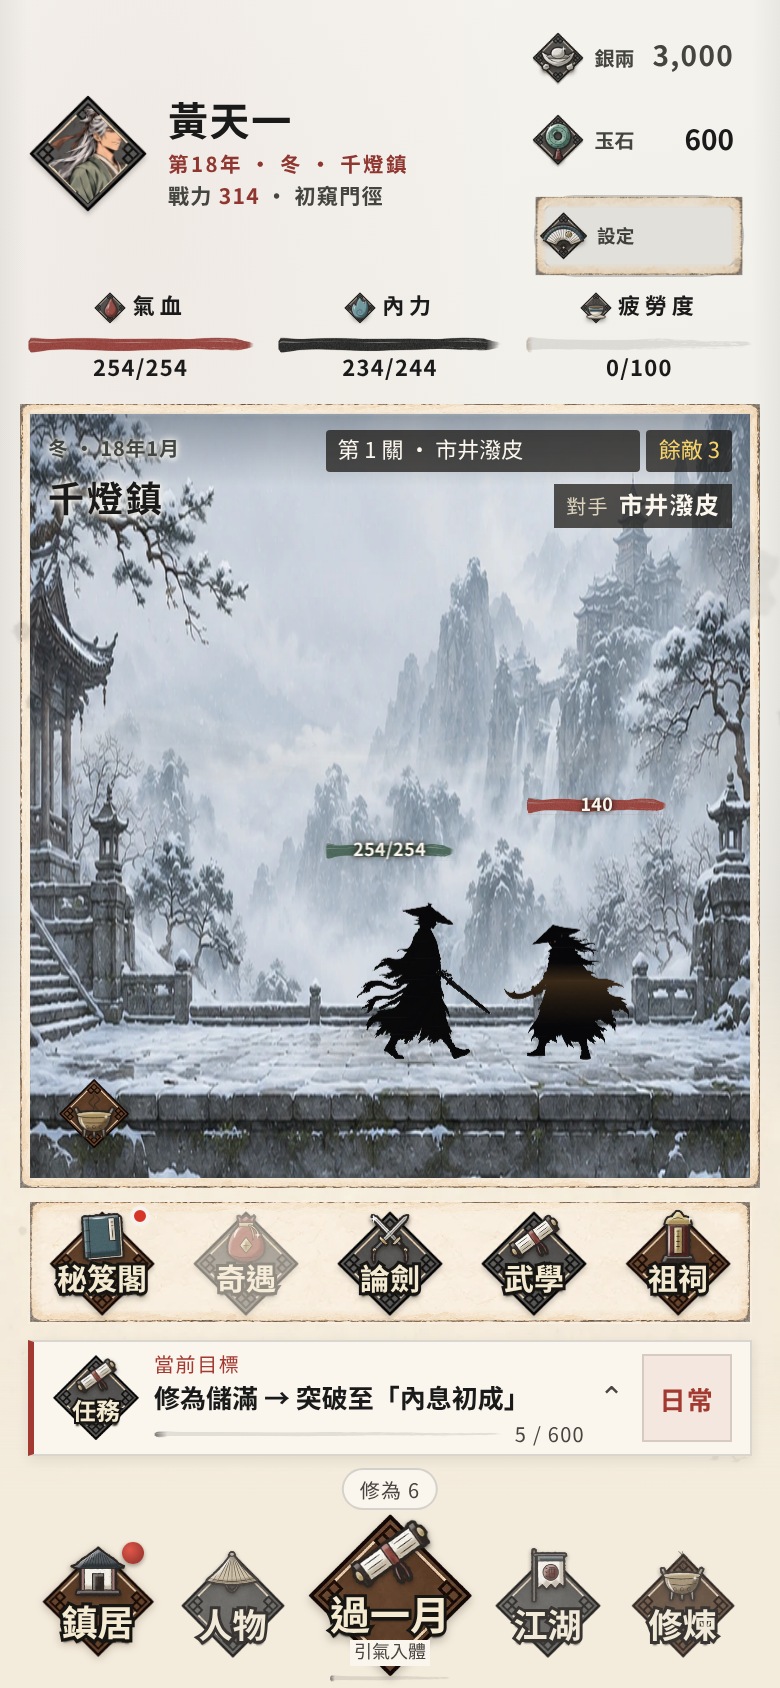 銀兩 3,000
黃天一
玉石 600
第18年 · 冬 · 千燈鎮
戰力 314 · 初窺門徑
設定
氣血
內力
疲勞度
254/254
234/244
0/100
冬 · 18年1月
第 1 關 · 市井潑皮
餘敵 3
千燈鎮
對手 市井潑皮
140
254/254
秘笈閣
奇遇
論劍
武學
祖祠
當前目標
任務
修為儲滿 → 突破至「內息初成」
日常
5 / 600
修為 6
鎮居
人物
過一月
江湖
修煉
引氣入體